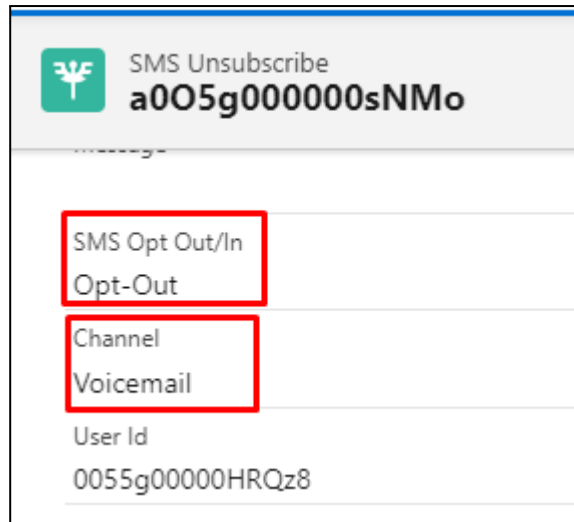 SMS Unsubscribe
a0O5g000000sNMo
SMS Opt Out/In
Opt-Out
Channel
Voicemail
User Id
0055g00000HRQz8